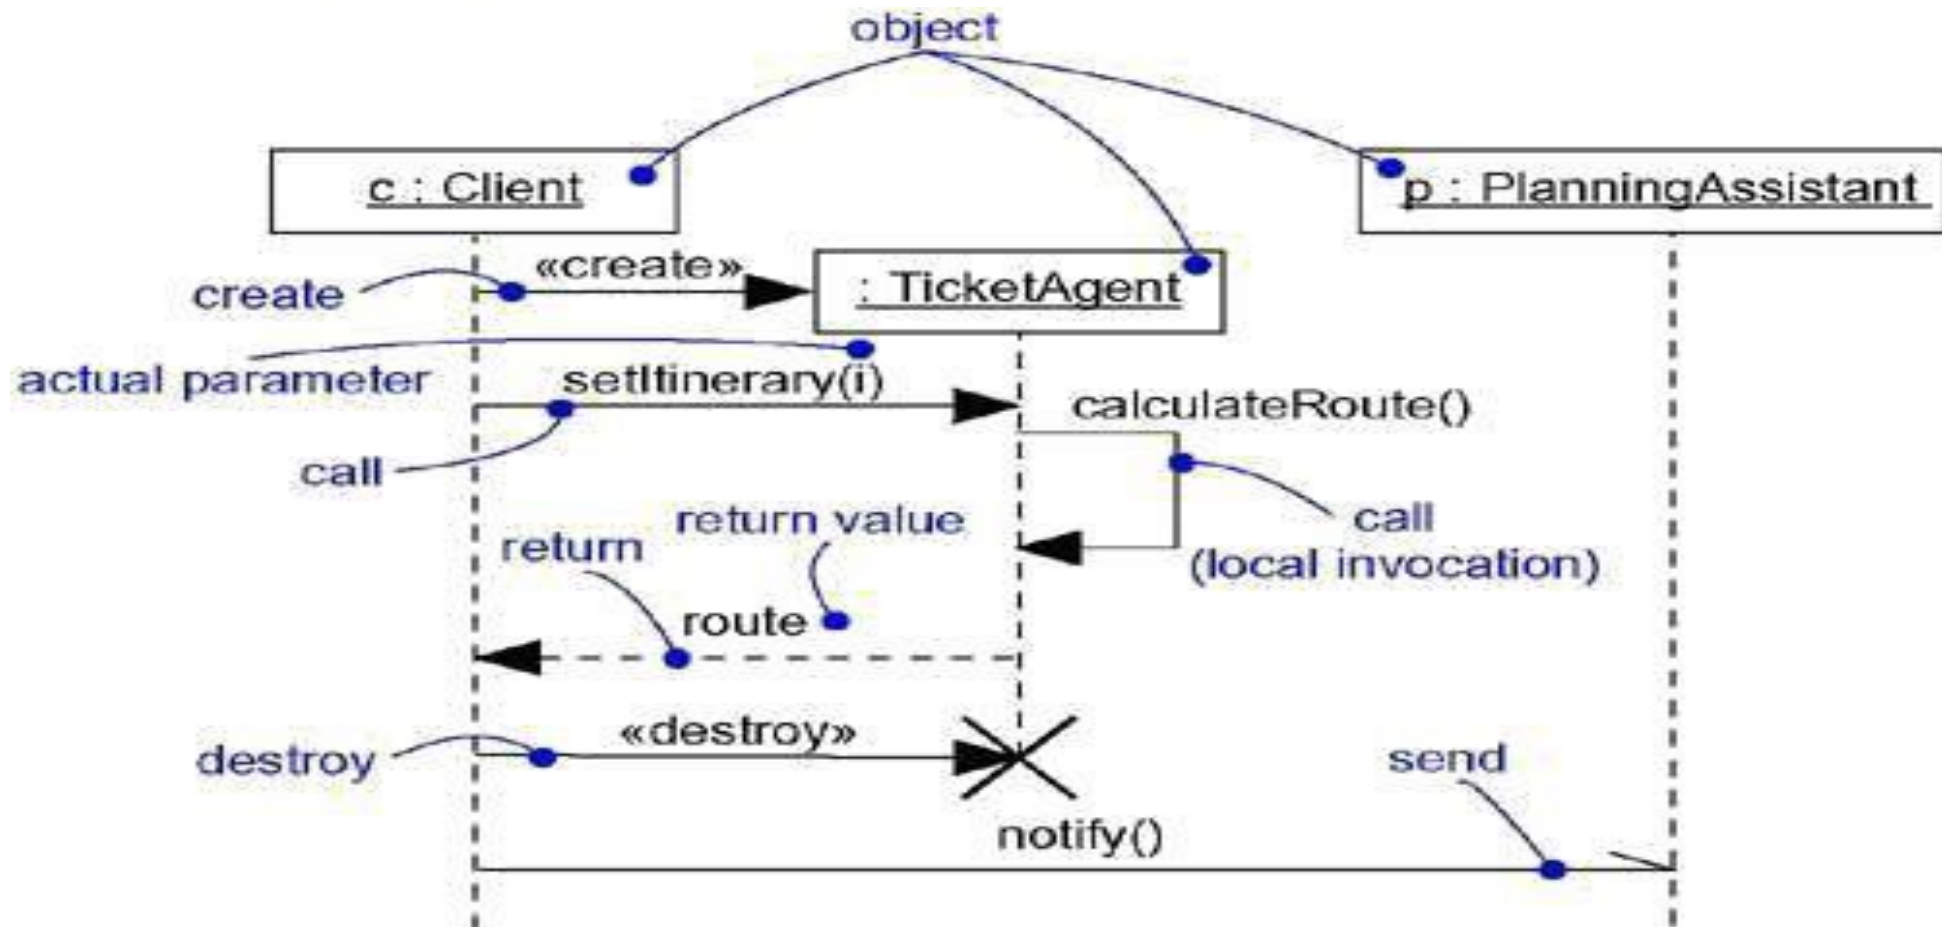 object
c : Client
p : PlanningAssistant
«create»
create
: TicketAgent
actual parameter
setItinerary(i)
calculateRoute()
call
return value
call
return
(local invocation)
route
«destroy»
destroy
send
notify()